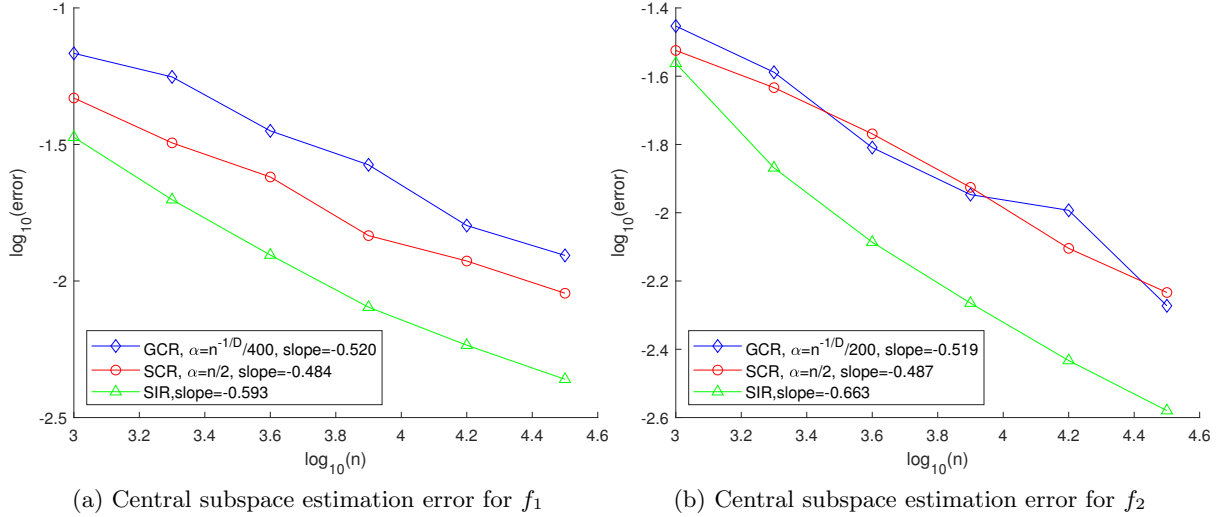 -1
-1.5
-2
-2.5
log10(error)
3 3.2 3.4 3.6 3.8 4 4.2 4.4 4.6
log10(n)
GCR, α=n^-1/D/400, slope=-0.520
SCR, α=n/2, slope=-0.484
SIR,slope=-0.593
(a) Central subspace estimation error for f1
-1.4
-1.6
-1.8
-2
-2.2
-2.4
-2.6
log10(error)
3 3.2 3.4 3.6 3.8 4 4.2 4.4 4.6
log10(n)
GCR, α=n^-1/D/200, slope=-0.519
SCR, α=n/2, slope=-0.487
SIR,slope=-0.663
(b) Central subspace estimation error for f2